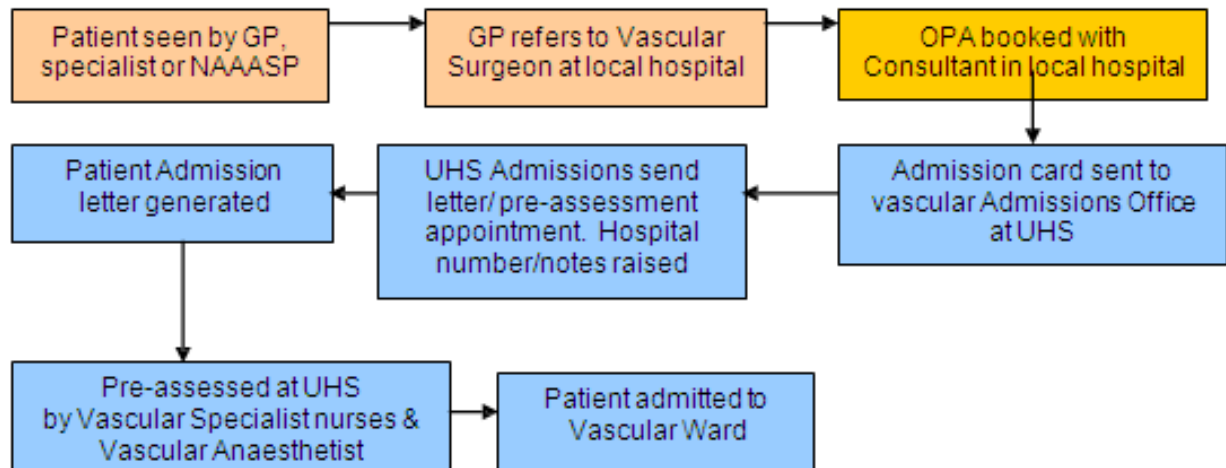 Patient seen by GP,
specialist or NAAASP
GP refers to Vascular
Surgeon at local hospital
OPA booked with
Consultant in local hospital
Admission card sent to
vascular Admissions Office
at UHS
UHS Admissions send
letter/ pre-assessment
appointment. Hospital
number/notes raised
Patient Admission
letter generated
Pre-assessed at UHS
by Vascular Specialist nurses &
Vascular Anaesthetist
Patient admitted to
Vascular Ward